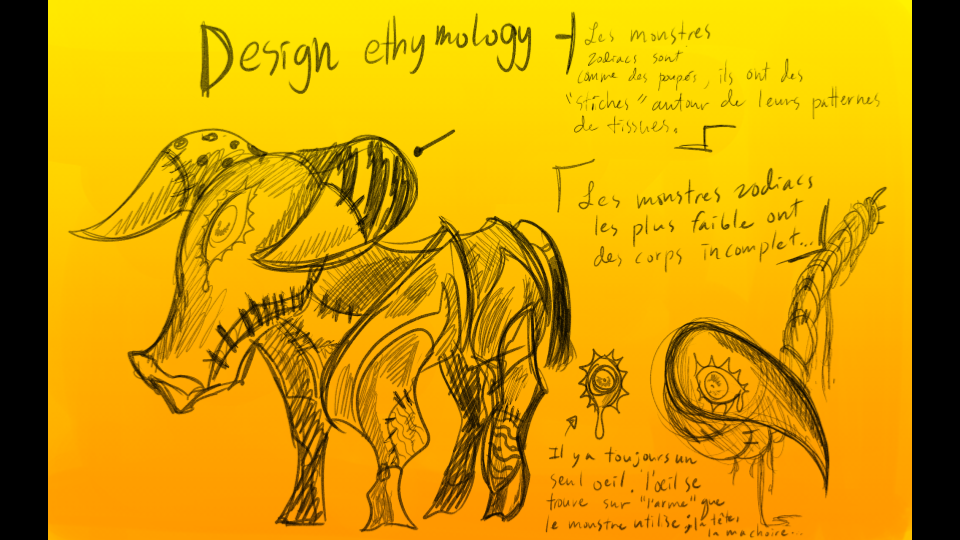 Design ethymology
Les monstres
zodiacs sont
comme des poupés, ils ont des
"stiches" autour de leurs patternes
de tissues.
Les monstres zodiacs
les plus faible ont
des corps incomplet...
Il y a toujours un
seul oeil. l'œil se
trouve sur "l'arme" que
le monstre utilise; la tête,
la machoire...